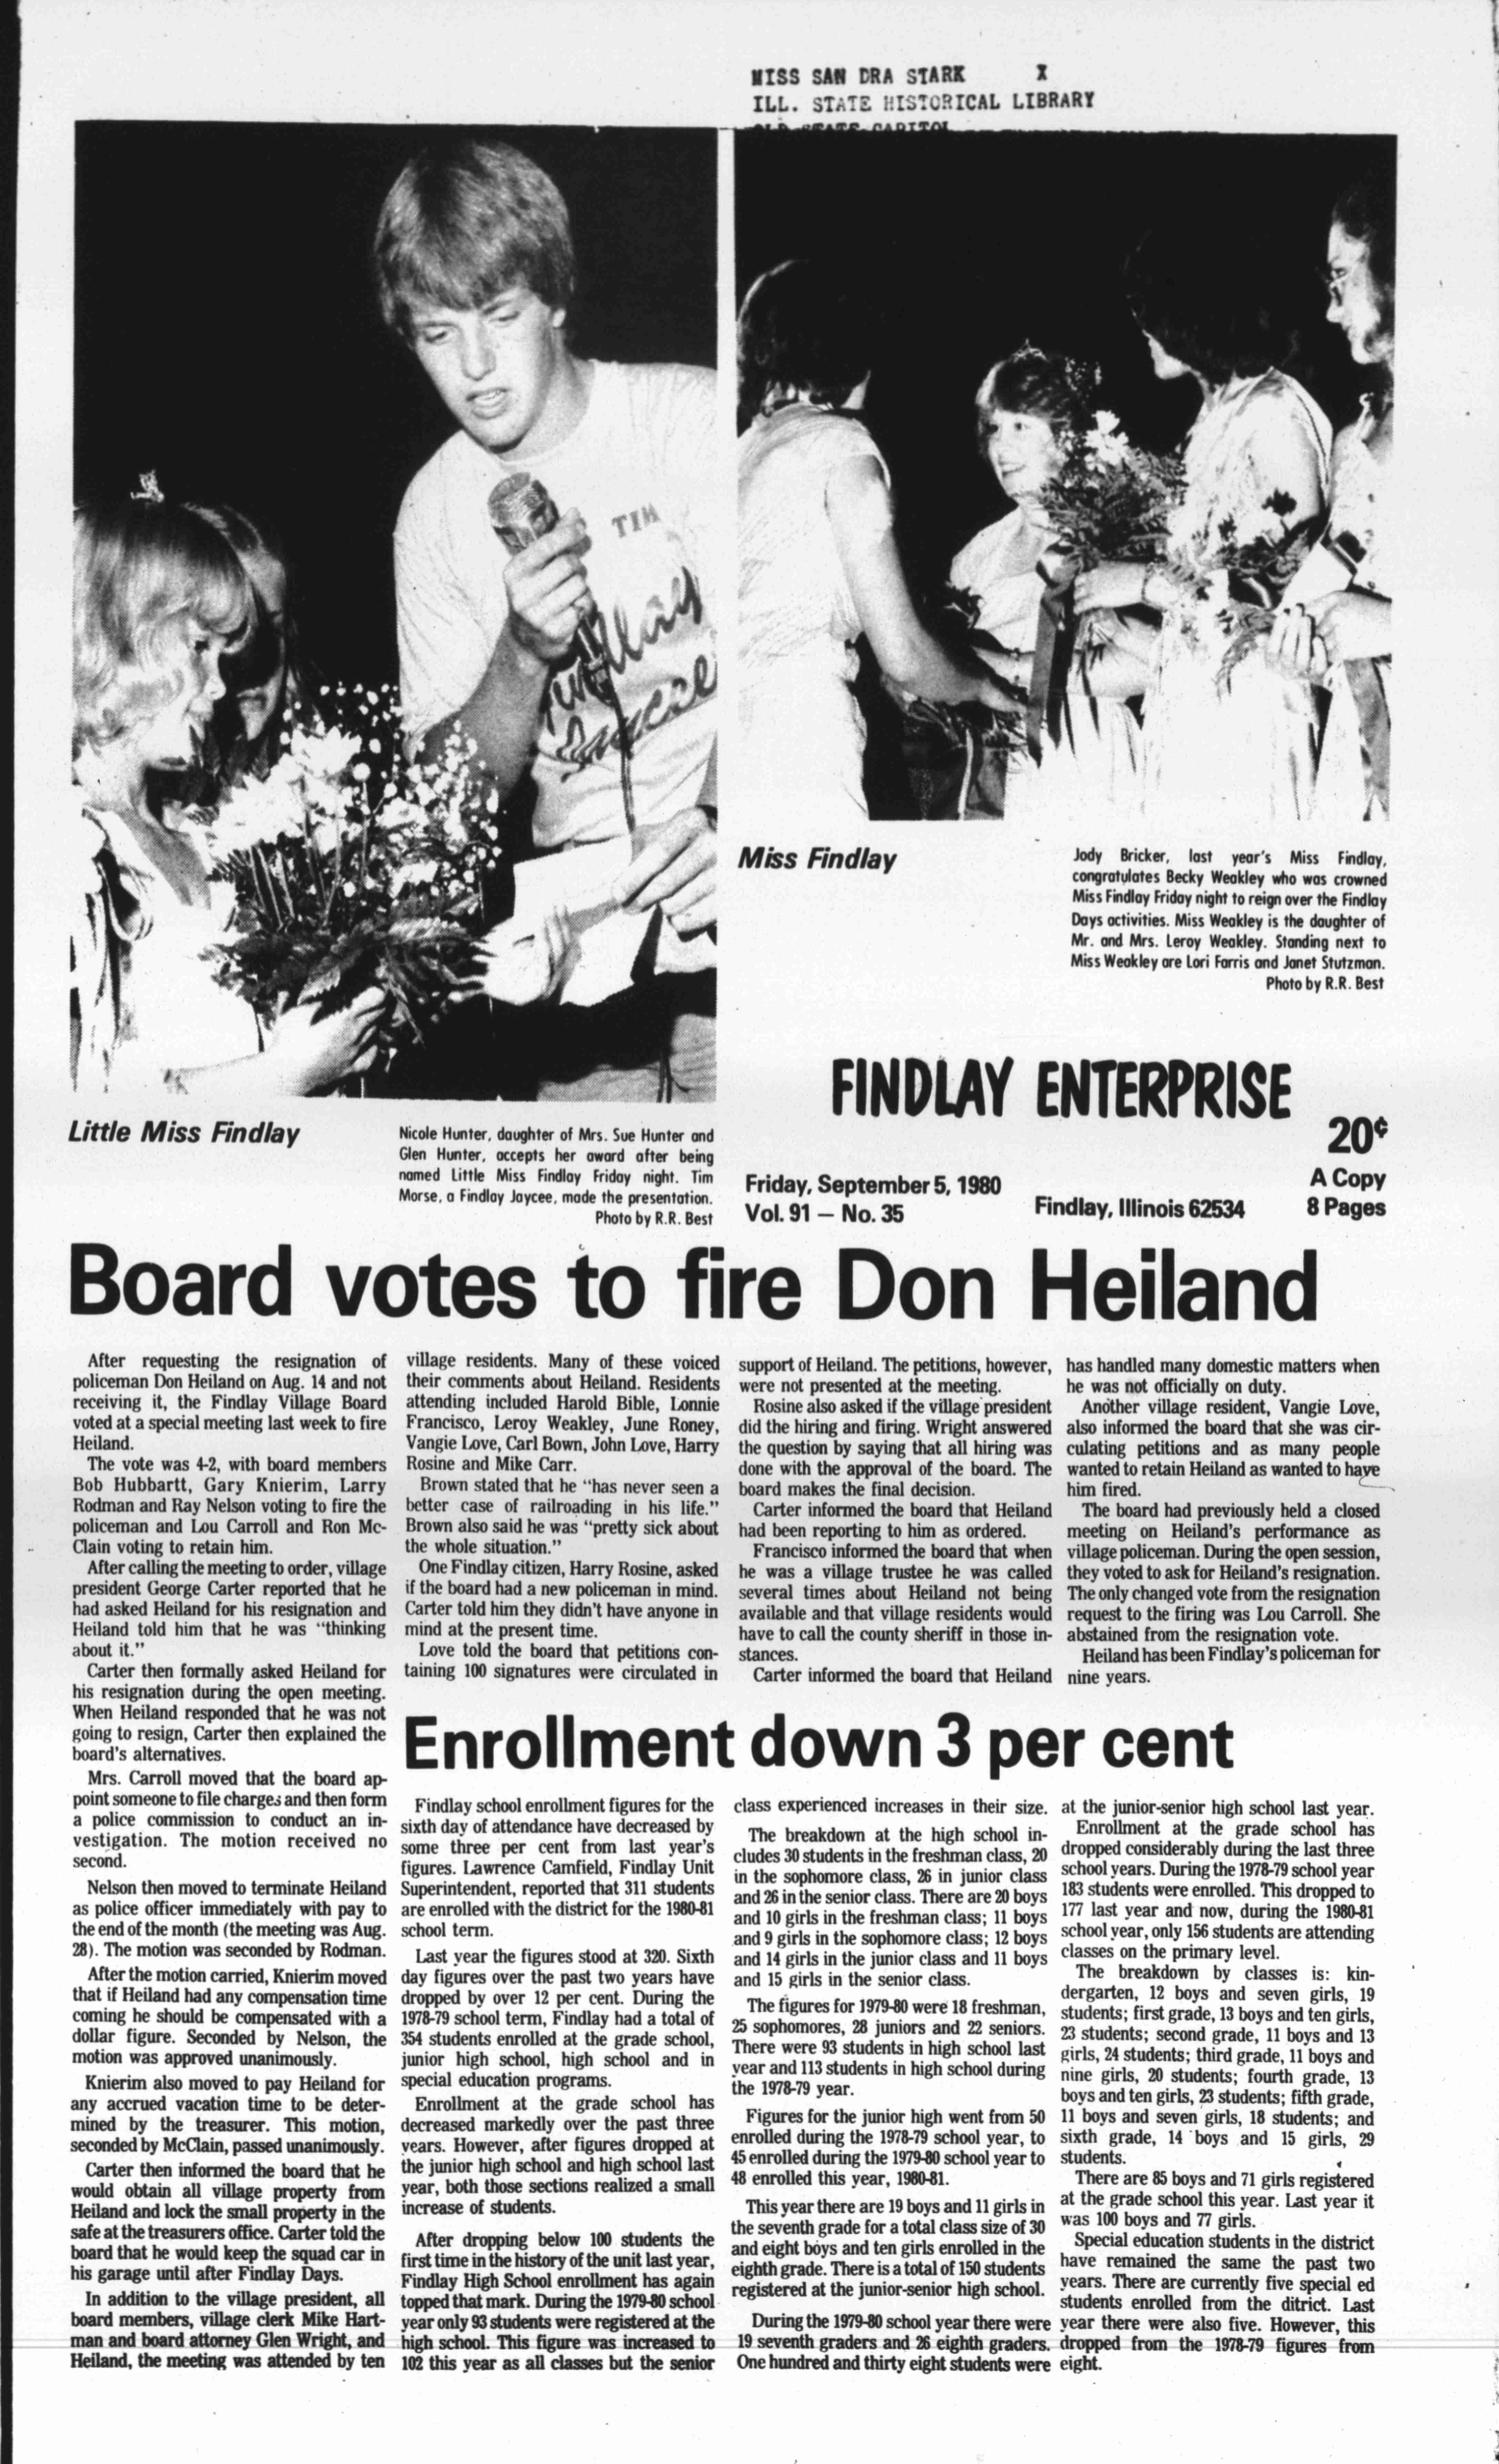 MISS SAN DRA STARK X
ILL. STATE HISTORICAL LIBRARY
OLD STATE CAPITOL
TIM
Findlay
Jaycee
Miss Findlay
Jody Bricker, last year's Miss Findlay,
congratulates Becky Weakley who was crowned
Miss Findlay Friday night to reign over the Findlay
Days activities. Miss Weakley is the daughter of
Mr. and Mrs. Leroy Weakley. Standing next to
Miss Weakley are Lori Farris and Janet Stutzman.
Photo by R.R. Best
Little Miss Findlay
Nicole Hunter, daughter of Mrs. Sue Hunter and
Glen Hunter, accepts her award after being
named Little Miss Findlay Friday night. Tim
Morse, a Findlay Jaycee, made the presentation.
Photo by R.R. Best
FINDLAY ENTERPRISE
20¢
A Copy
8 Pages
Friday, September 5, 1980
Vol. 91 — No. 35
Findlay, Illinois 62534
Board votes to fire Don Heiland
After requesting the resignation of
policeman Don Heiland on Aug. 14 and not
receiving it, the Findlay Village Board
voted at a special meeting last week to fire
Heiland.
The vote was 4-2, with board members
Bob Hubbartt, Gary Knierim, Larry
Rodman and Ray Nelson voting to fire the
policeman and Lou Carroll and Ron Mc-
Clain voting to retain him.
After calling the meeting to order, village
president George Carter reported that he
had asked Heiland for his resignation and
Heiland told him that he was "thinking
about it."
Carter then formally asked Heiland for
his resignation during the open meeting.
When Heiland responded that he was not
going to resign, Carter then explained the
board's alternatives.
Mrs. Carroll moved that the board ap-
point someone to file charges and then form
a police commission to conduct an in-
vestigation. The motion received no
second.
Nelson then moved to terminate Heiland
as police officer immediately with pay to
the end of the month (the meeting was Aug.
28). The motion was seconded by Rodman.
After the motion carried, Knierim moved
that if Heiland had any compensation time
coming he should be compensated with a
dollar figure. Seconded by Nelson, the
motion was approved unanimously.
Knierim also moved to pay Heiland for
any accrued vacation time to be deter-
mined by the treasurer. This motion,
seconded by McClain, passed unanimously.
Carter then informed the board that he
would obtain all village property from
Heiland and lock the small property in the
safe at the treasurers office. Carter told the
board that he would keep the squad car in
his garage until after Findlay Days.
In addition to the village president, all
board members, village clerk Mike Hart-
man and board attorney Glen Wright, and
Heiland, the meeting was attended by ten
village residents. Many of these voiced
their comments about Heiland. Residents
attending included Harold Bible, Lonnie
Francisco, Leroy Weakley, June Roney,
Vangie Love, Carl Bown, John Love, Harry
Rosine and Mike Carr.
Brown stated that he "has never seen a
better case of railroading in his life."
Brown also said he was "pretty sick about
the whole situation."
One Findlay citizen, Harry Rosine, asked
if the board had a new policeman in mind.
Carter told him they didn't have anyone in
mind at the present time.
Love told the board that petitions con-
taining 100 signatures were circulated in
support of Heiland. The petitions, however,
were not presented at the meeting.
Rosine also asked if the village president
did the hiring and firing. Wright answered
the question by saying that all hiring was
done with the approval of the board. The
board makes the final decision.
Carter informed the board that Heiland
had been reporting to him as ordered.
Francisco informed the board that when
he was a village trustee he was called
several times about Heiland not being
available and that village residents would
have to call the county sheriff in those in-
stances.
Carter informed the board that Heiland
has handled many domestic matters when
he was not officially on duty.
Another village resident, Vangie Love,
also informed the board that she was cir-
culating petitions and as many people
wanted to retain Heiland as wanted to have
him fired.
The board had previously held a closed
meeting on Heiland's performance as
village policeman. During the open session,
they voted to ask for Heiland's resignation.
The only changed vote from the resignation
request to the firing was Lou Carroll. She
abstained from the resignation vote.
Heiland has been Findlay's policeman for
nine years.
Enrollment down 3 per cent
Findlay school enrollment figures for the
sixth day of attendance have decreased by
some three per cent from last year's
figures. Lawrence Camfield, Findlay Unit
Superintendent, reported that 311 students
are enrolled with the district for the 1980-81
school term.
Last year the figures stood at 320. Sixth
day figures over the past two years have
dropped by over 12 per cent. During the
1978-79 school term, Findlay had a total of
354 students enrolled at the grade school,
junior high school, high school and in
special education programs.
Enrollment at the grade school has
decreased markedly over the past three
years. However, after figures dropped at
the junior high school and high school last
year, both those sections realized a small
increase of students.
After dropping below 100 students the
first time in the history of the unit last year,
Findlay High School enrollment has again
topped that mark. During the 1979-80 school
year only 93 students were registered at the
high school. This figure was increased to
102 this year as all classes but the senior
class experienced increases in their size.
The breakdown at the high school in-
cludes 30 students in the freshman class, 20
in the sophomore class, 26 in junior class
and 26 in the senior class. There are 20 boys
and 10 girls in the freshman class; 11 boys
and 9 girls in the sophomore class; 12 boys
and 14 girls in the junior class and 11 boys
and 15 girls in the senior class.
The figures for 1979-80 were 18 freshman,
25 sophomores, 28 juniors and 22 seniors.
There were 93 students in high school last
year and 113 students in high school during
the 1978-79 year.
Figures for the junior high went from 50
enrolled during the 1978-79 school year, to
45 enrolled during the 1979-80 school year to
48 enrolled this year, 1980-81.
This year there are 19 boys and 11 girls in
the seventh grade for a total class size of 30
and eight boys and ten girls enrolled in the
eighth grade. There is a total of 150 students
registered at the junior-senior high school.
During the 1979-80 school year there were
19 seventh graders and 26 eighth graders.
One hundred and thirty eight students were
at the junior-senior high school last year.
Enrollment at the grade school has
dropped considerably during the last three
school years. During the 1978-79 school year
183 students were enrolled. This dropped to
177 last year and now, during the 1980-81
school year, only 156 students are attending
classes on the primary level.
The breakdown by classes is: kin-
dergarten, 12 boys and seven girls, 19
students; first grade, 13 boys and ten girls,
23 students; second grade, 11 boys and 13
girls, 24 students; third grade, 11 boys and
nine girls, 20 students; fourth grade, 13
boys and ten girls, 23 students; fifth grade,
11 boys and seven girls, 18 students; and
sixth grade, 14 boys and 15 girls, 29
students.
There are 85 boys and 71 girls registered
at the grade school this year. Last year it
was 100 boys and 77 girls.
Special education students in the district
have remained the same the past two
years. There are currently five special ed
students enrolled from the ditrict. Last
year there were also five. However, this
dropped from the 1978-79 figures from
eight.